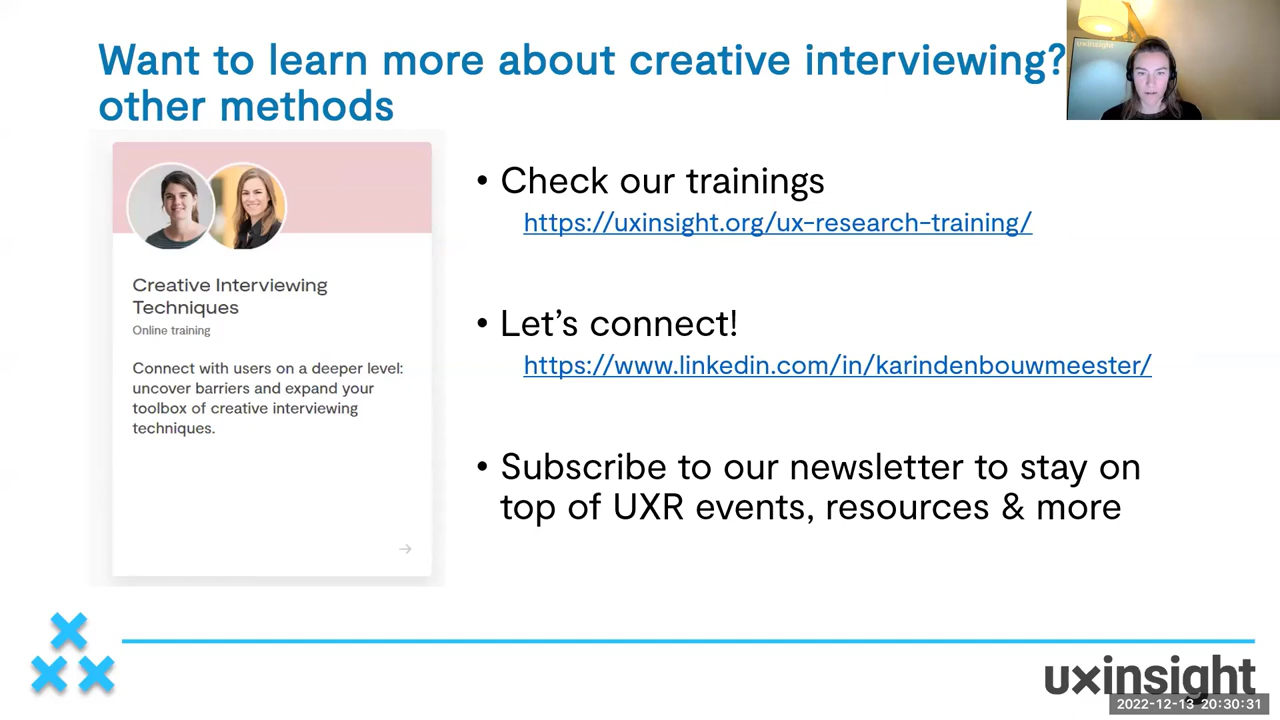 Want to learn more about creative interviewing?
other methods
uxinsight
Creative Interviewing
Techniques
Online training
Connect with users on a deeper level:
uncover barriers and expand your
toolbox of creative interviewing
techniques.
• Check our trainings
https://uxinsight.org/ux-research-training/
• Let's connect!
https://www.linkedin.com/in/karindenbouwmeester/
• Subscribe to our newsletter to stay on
top of UXR events, resources & more
uxinsight
2022-12-13 20:30:31